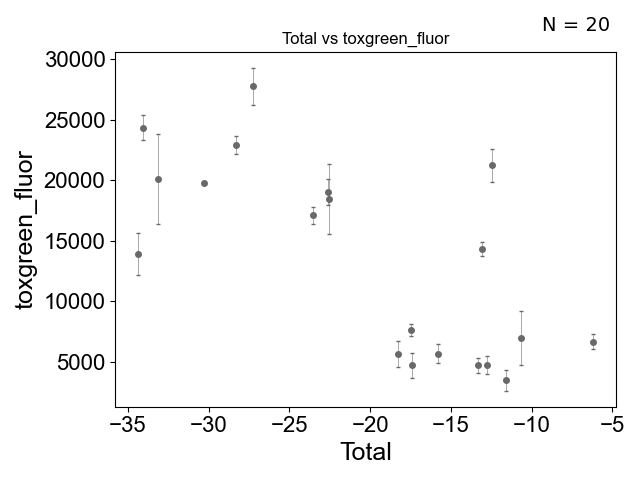 N = 20
Total vs toxgreen_fluor
30000
25000
20000
15000
10000
5000
toxgreen_fluor
−35 −30 −25 −20 −15 −10 −5
Total